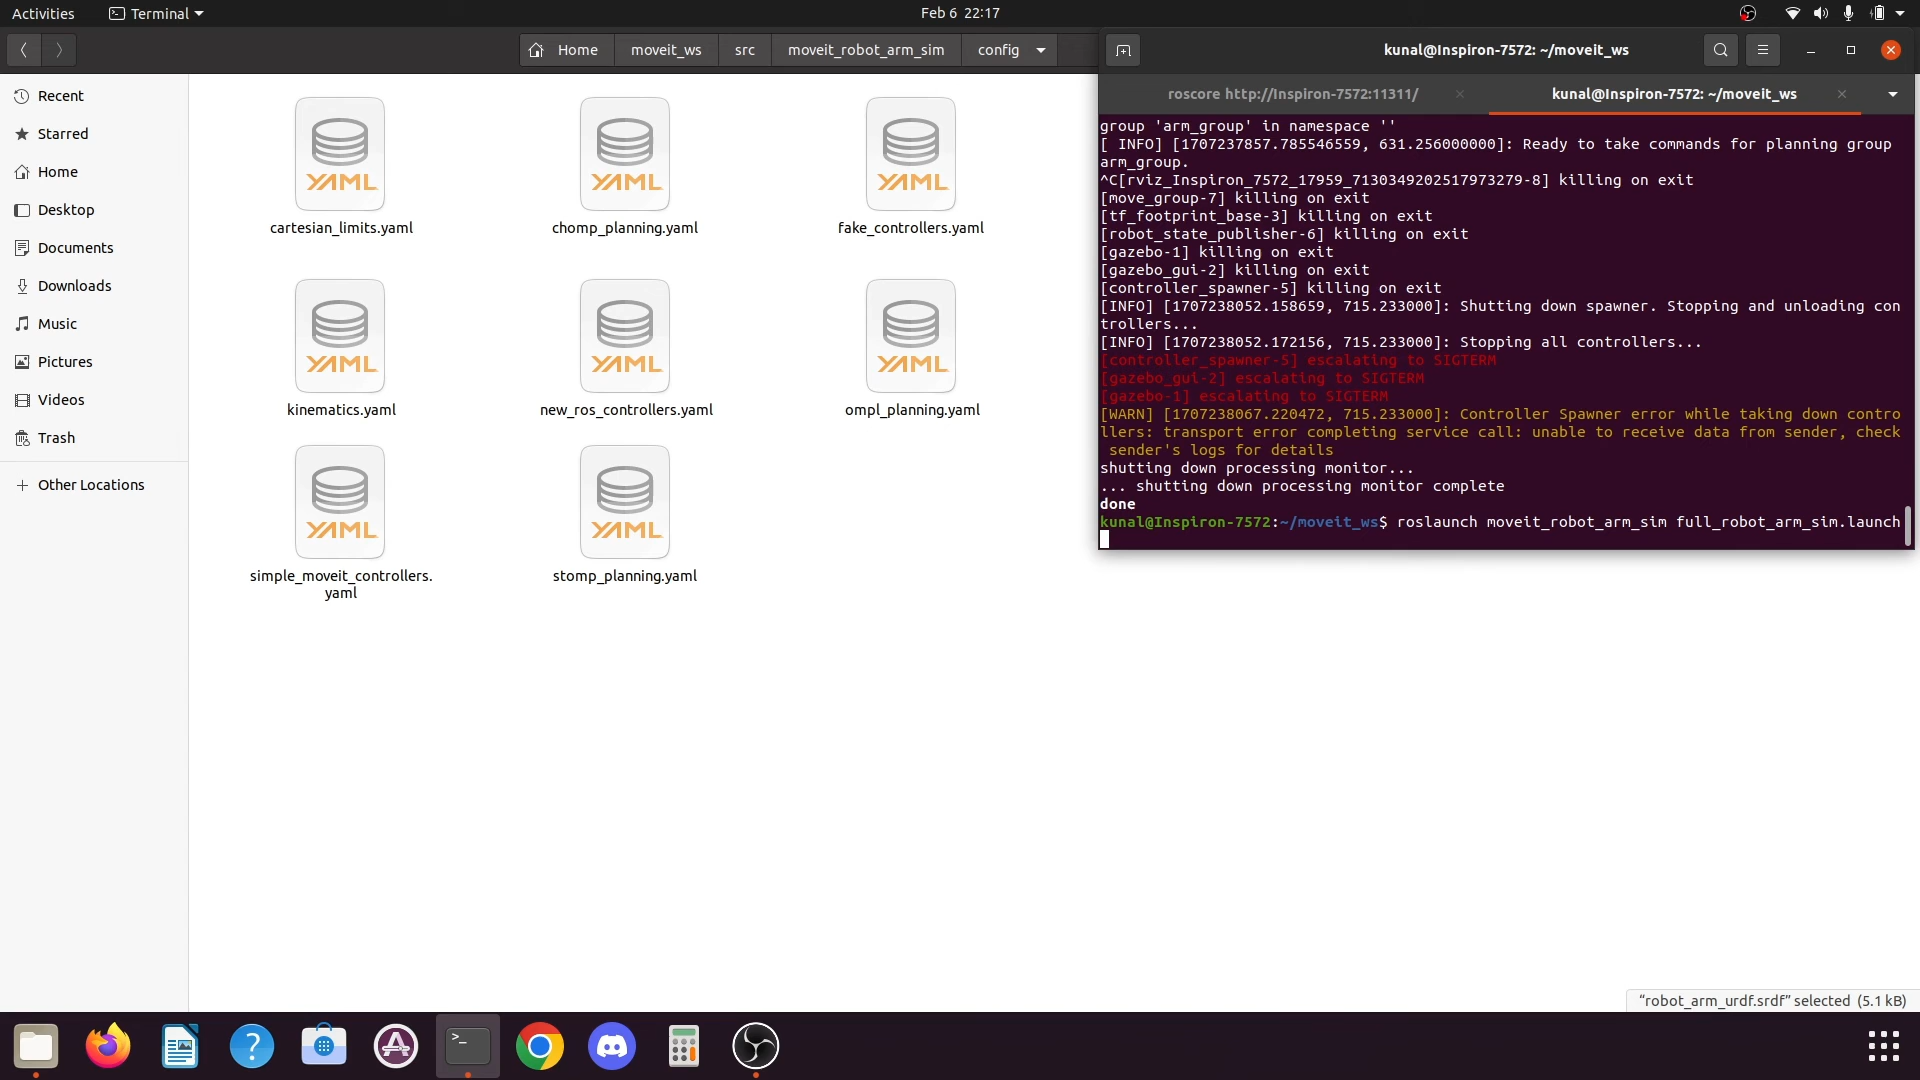 Activities
Terminal
Feb 6 22:17
Home
moveit_ws
src
moveit_robot_arm_sim
config
kunal@Inspiron-7572: ~/moveit_ws
roscore http://Inspiron-7572:11311/
kunal@Inspiron-7572: ~/moveit_ws
Recent
Starred
Home
Desktop
Documents
Downloads
Music
Pictures
Videos
Trash
Other Locations
YAML
YAML
YAML
cartesian_limits.yaml
chomp_planning.yaml
fake_controllers.yaml
YAML
YAML
YAML
kinematics.yaml
new_ros_controllers.yaml
ompl_planning.yaml
YAML
YAML
simple_moveit_controllers.
yaml
stomp_planning.yaml
group 'arm_group' in namespace ''
[ INFO] [1707237857.785546559, 631.256000000]: Ready to take commands for planning group
arm_group.
^C[rviz_Inspiron_7572_17959_7130349202517973279-8] killing on exit
[move_group-7] killing on exit
[tf_footprint_base-3] killing on exit
[robot_state_publisher-6] killing on exit
[gazebo-1] killing on exit
[gazebo_gui-2] killing on exit
[controller_spawner-5] killing on exit
[INFO] [1707238052.158659, 715.233000]: Shutting down spawner. Stopping and unloading con
trollers...
[INFO] [1707238052.172156, 715.233000]: Stopping all controllers...
[controller_spawner-5] escalating to SIGTERM
[gazebo_gui-2] escalating to SIGTERM
[gazebo-1] escalating to SIGTERM
[WARN] [1707238067.220472, 715.233000]: Controller Spawner error while taking down contro
llers: transport error completing service call: unable to receive data from sender, check
sender's logs for details
shutting down processing monitor...
... shutting down processing monitor complete
done
kunal@Inspiron-7572:~/moveit_ws$ roslaunch moveit_robot_arm_sim full_robot_arm_sim.launch
“robot_arm_urdf.srdf” selected (5.1 kB)